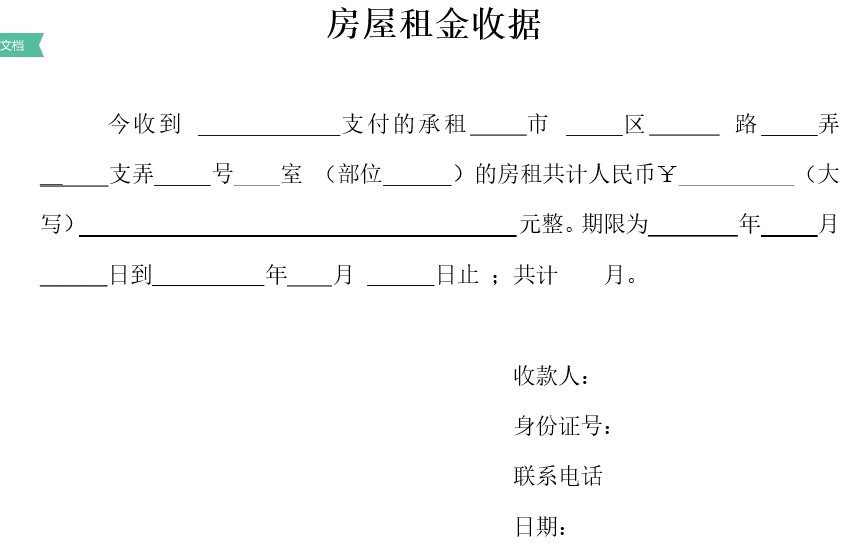 房屋租金收据
文档
今收到 ____________支付的承租_____市 _____区______ 路_____弄
______支弄_____号____室 （部位______）的房租共计人民币￥__________（大
写）______________________________________元整。期限为________年_____月
______日到__________年____月 ______日止 ；共计 月。
收款人：
身份证号：
联系电话
日期：